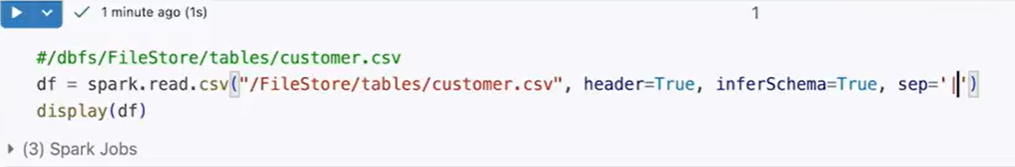 1 minute ago (1s)
1
#/dbfs/FileStore/tables/customer.csv
df = spark.read.csv("/FileStore/tables/customer.csv", header=True, inferSchema=True, sep='|')
display(df)
(3) Spark Jobs